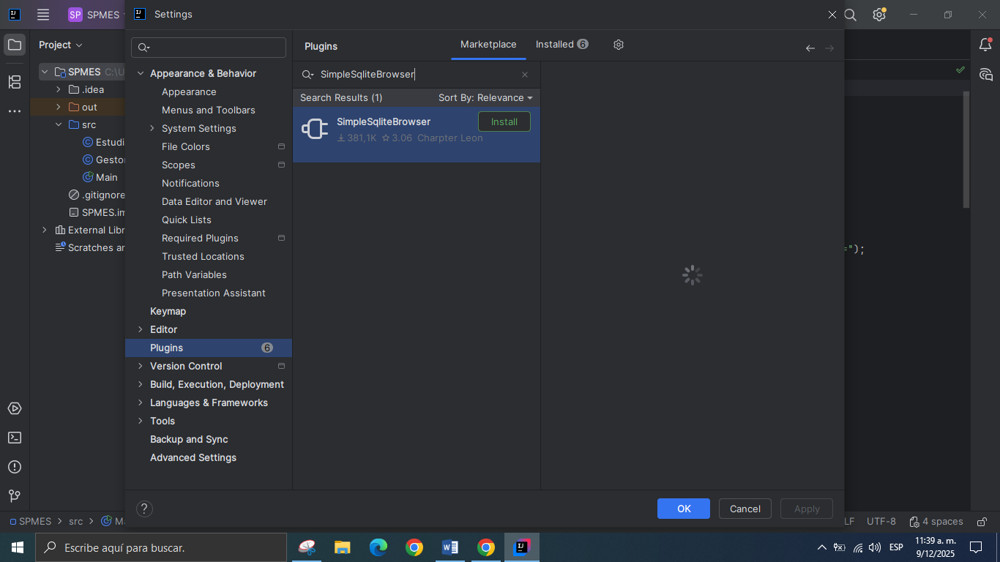 SP SPMES
Settings
Project
Plugins
Marketplace
Installed 6
SPMES C:\U
.idea
out
src
Estudi
Gestor
Main
.gitignore
SPMES.im
External Libr
Scratches an
Appearance & Behavior
Appearance
Menus and Toolbars
System Settings
File Colors
Scopes
Notifications
Data Editor and Viewer
Quick Lists
Required Plugins
Trusted Locations
Path Variables
Presentation Assistant
Keymap
Editor
Plugins 6
Version Control
Build, Execution, Deployment
Languages & Frameworks
Tools
Backup and Sync
Advanced Settings
SimpleSqliteBrowser
Search Results (1) Sort By: Relevance
SimpleSqliteBrowser Install
381,1K 3.06 Charpter Leon
=");
? OK Cancel Apply
SPMES > src > Ma
LF UTF-8 4 spaces
Escribe aquí para buscar.
ESP
11:39 a. m.
9/12/2025